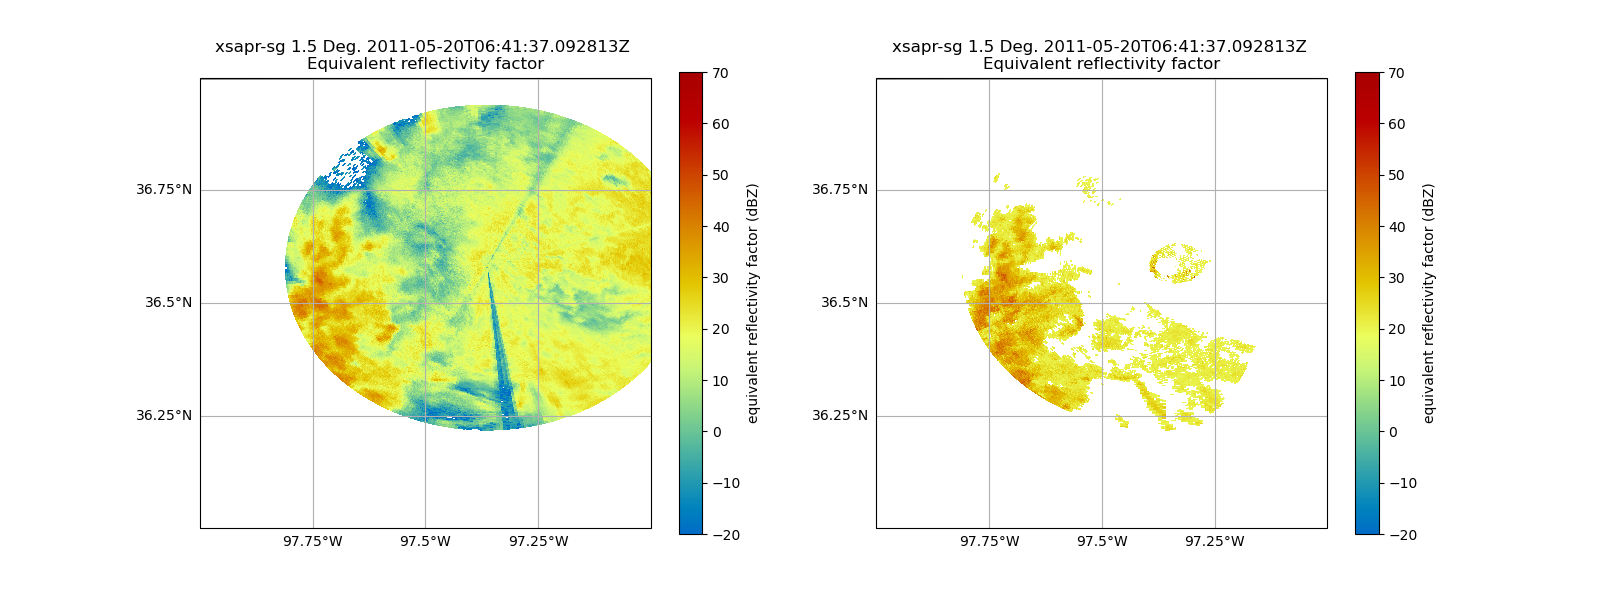 xsapr-sg 1.5 Deg. 2011-05-20T06:41:37.092813Z
Equivalent reflectivity factor
36.75°N
36.5°N
36.25°N
97.75°W
97.5°W
97.25°W
70
60
50
40
30
20
10
0
−10
−20
equivalent reflectivity factor (dBZ)
xsapr-sg 1.5 Deg. 2011-05-20T06:41:37.092813Z
Equivalent reflectivity factor
36.75°N
36.5°N
36.25°N
97.75°W
97.5°W
97.25°W
70
60
50
40
30
20
10
0
−10
−20
equivalent reflectivity factor (dBZ)